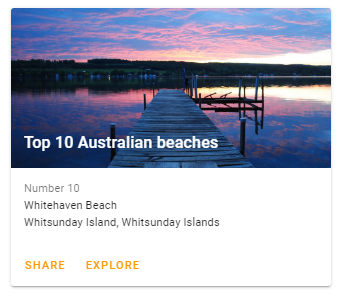 Top 10 Australian beaches
Number 10
Whitehaven Beach
Whitsunday Island, Whitsunday Islands
SHARE EXPLORE